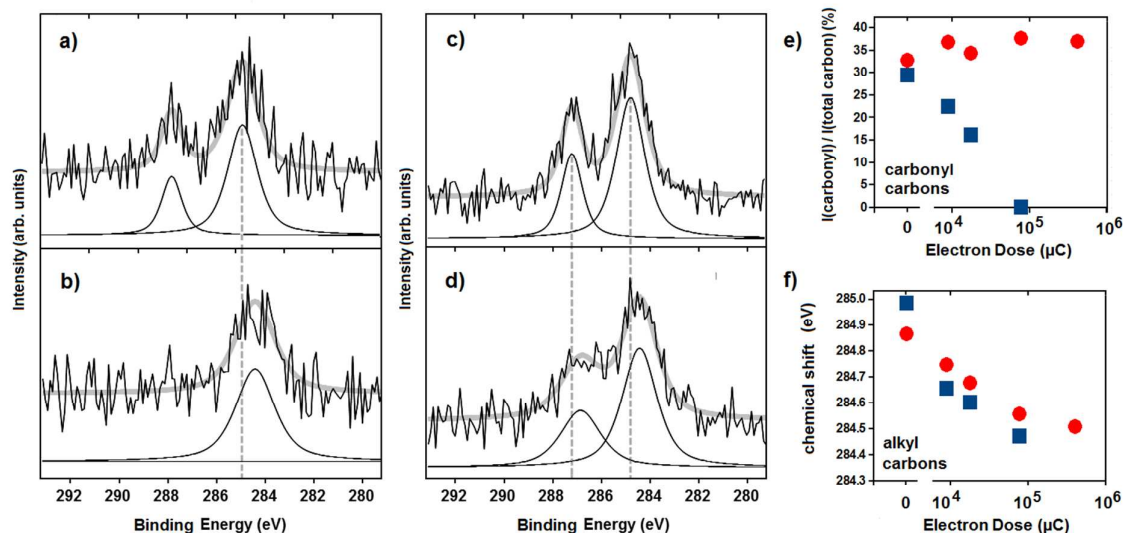 a)
b)
Intensity (arb. units)
292 290 288 286 284 282 280
Binding Energy (eV)
c)
d)
Intensity (arb. units)
292 290 288 286 284 282 280
Binding Energy (eV)
e)
I(carbonyl) / I(total carbon) (%)
40
35
30
25
20
15
10
5
0
carbonyl
carbons
0 10⁴ 10⁵ 10⁶
Electron Dose (µC)
f)
chemical shift (eV)
285.0
284.9
284.8
284.7
284.6
284.5
284.4
284.3
alkyl
carbons
0 10⁴ 10⁵ 10⁶
Electron Dose (µC)